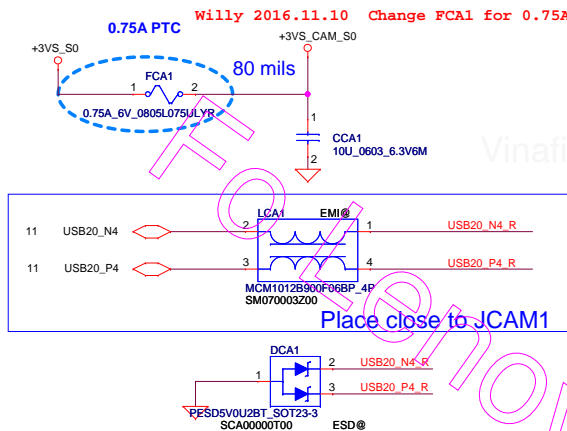 Willy 2016.11.10 Change FCA1 for 0.75A
0.75A PTC
+3VS_S0
+3VS_CAM_S0
FCA1
80 mils
1
2
0.75A_6V_0805L075ULYR
1
CCA1
10U_0603_6.3V6M
2
Vinafi
To
LCA1
EMI@
11
USB20_N4
2
1
USB20_N4_R
11
USB20_P4
3
4
USB20_P4_R
MCM1012B900F06BP_4P
SM070003Z00
Place close to JCAM1
DCA1
1
2
USB20_N4_R
3
USB20_P4_R
PESD5V0U2BT_SOT23-3
SCA00000T00
ESD@